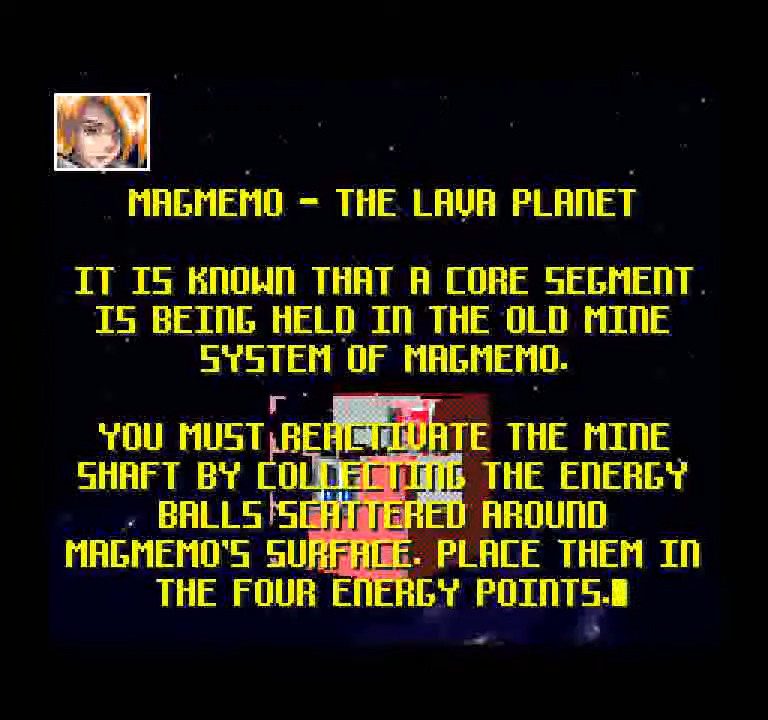 MAGMEMO - THE LAVA PLANET
IT IS KNOWN THAT A CORE SEGMENT
IS BEING HELD IN THE OLD MINE
SYSTEM OF MAGMEMO.
YOU MUST REACTIVATE THE MINE
SHAFT BY COLLECTING THE ENERGY
BALLS SCATTERED AROUND
MAGMEMO'S SURFACE. PLACE THEM IN
THE FOUR ENERGY POINTS.